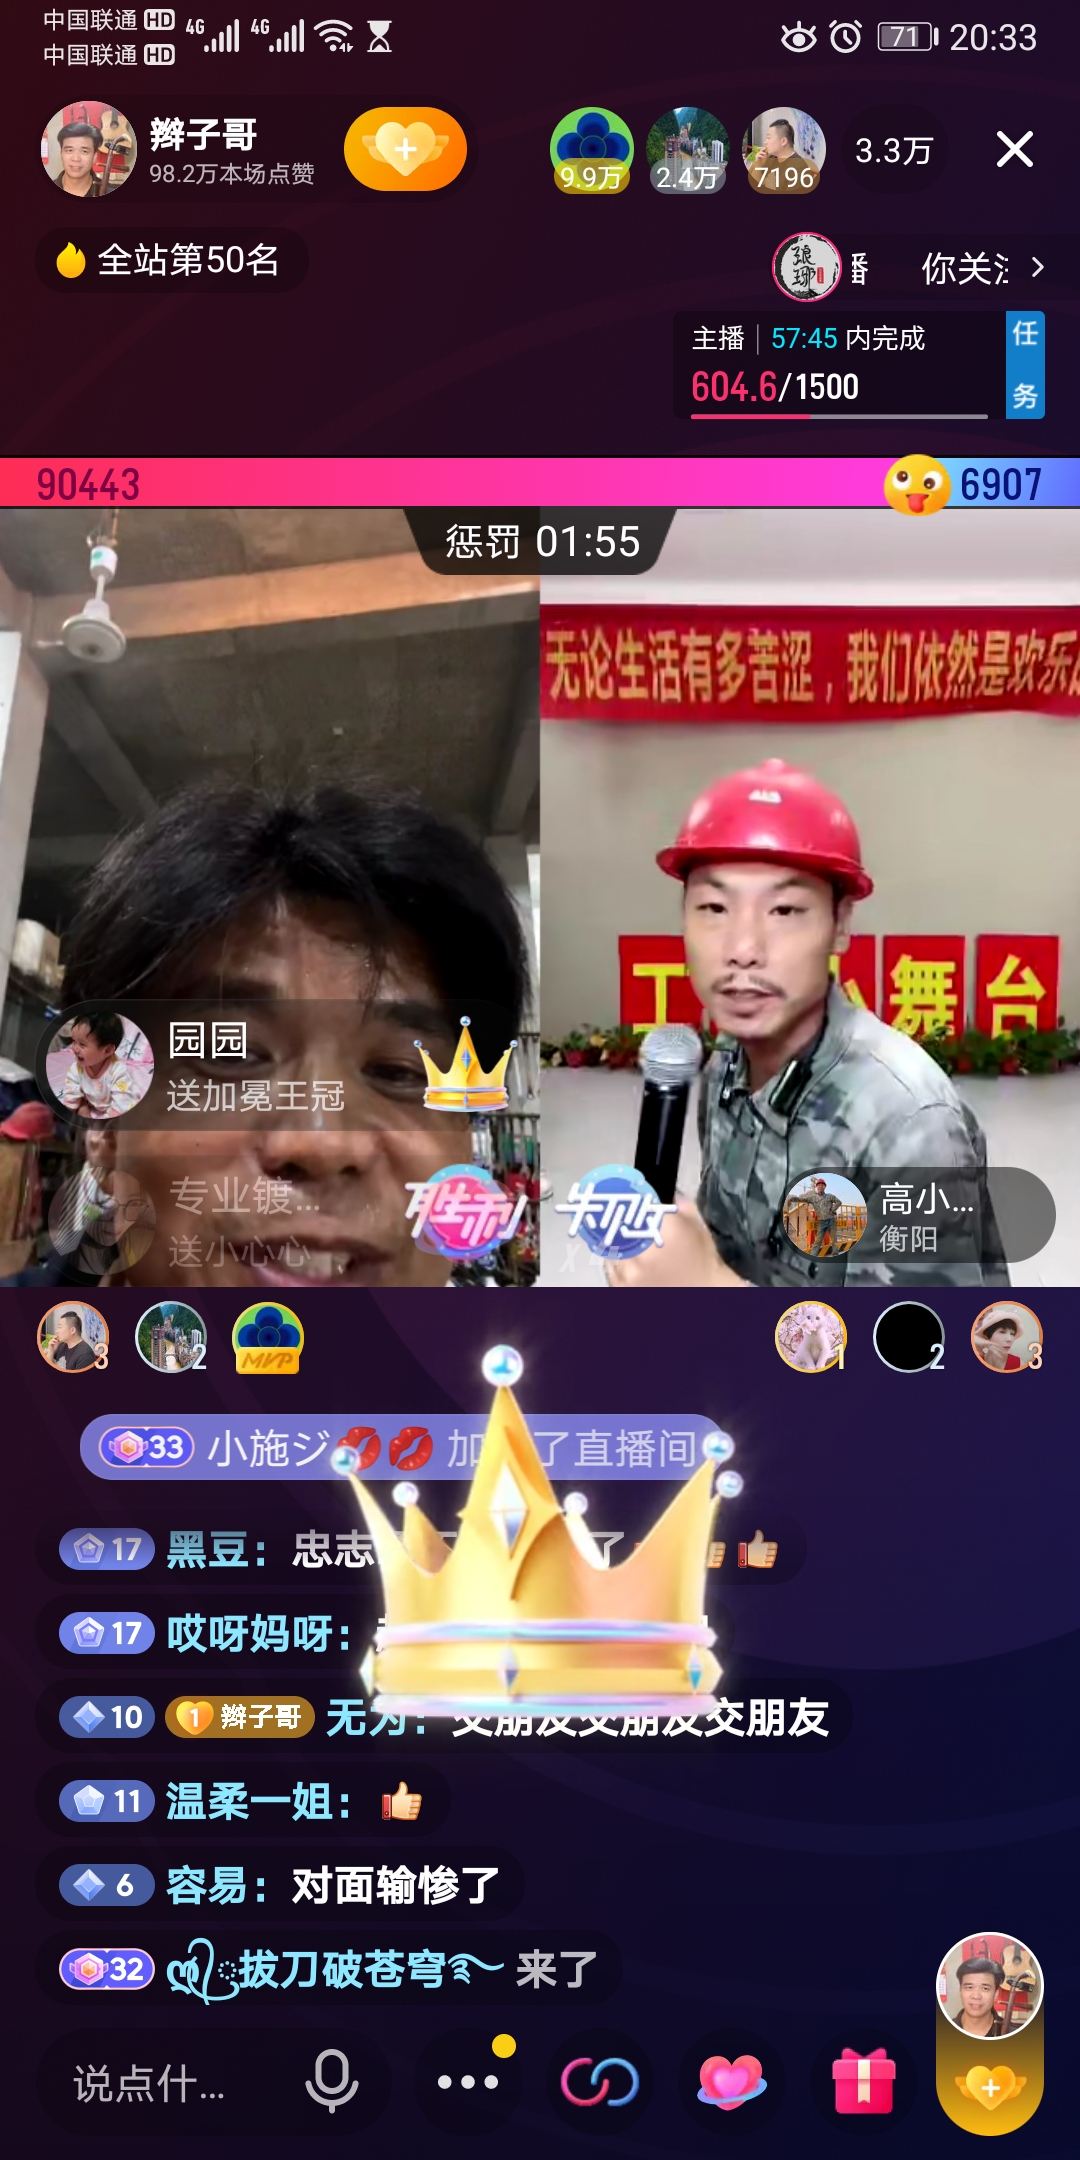 中国联通 HD 4G 4G 71 20:33
中国联通 HD
辫子哥
98.2万本场点赞
9.9万 2.4万 7196 3.3万
全站第50名
琅琊 播 你关注
主播 57:45 内完成
604.6/1500
任务
90443 6907
惩罚 01:55
无论生活有多苦涩，我们依然是欢乐
园园
送加冕王冠
工 舞台
专业镀...
送小心心
胜利 失败
高小...
衡阳
3 2 MVP 1 2 3
33 小施ジ💋💋 加 了直播间
17 黑豆：忠志 了 👍
17 哎呀妈呀：
10 1 辫子哥 无为：交朋友交朋友交朋友
11 温柔一姐：👍
6 容易：对面输惨了
32 拔刀破苍穹 来了
说点什...